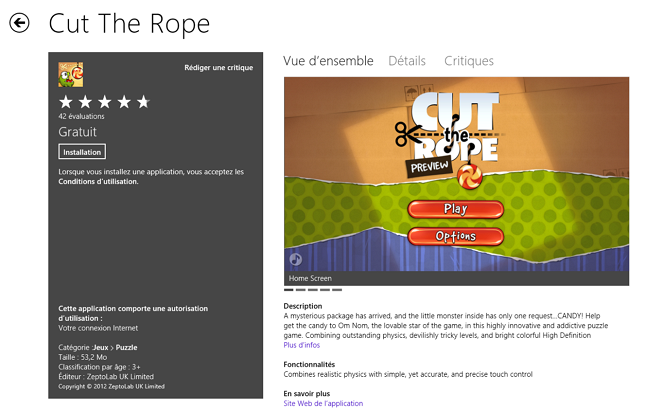 Cut The Rope
Rédiger une critique
42 évaluations
Gratuit
Installation
Lorsque vous installez une application, vous acceptez les
Conditions d'utilisation.
Cette application comporte une autorisation
d'utilisation :
Votre connexion Internet
Catégorie :Jeux > Puzzle
Taille : 53,2 Mo
Classification par âge : 3+
Éditeur : ZeptoLab UK Limited
Copyright © 2012 ZeptoLab UK Limited
Vue d'ensemble Détails Critiques
CUT
the
ROPE
PREVIEW
Play
Options
Home Screen
Description
A mysterious package has arrived, and the little monster inside has only one request...CANDY! Help
get the candy to Om Nom, the lovable star of the game, in this highly innovative and addictive puzzle
game. Combining outstanding physics, devilishly tricky levels, and bright colorful High Definition
Plus d'infos
Fonctionnalités
Combines realistic physics with simple, yet accurate, and precise touch control
En savoir plus
Site Web de l'application